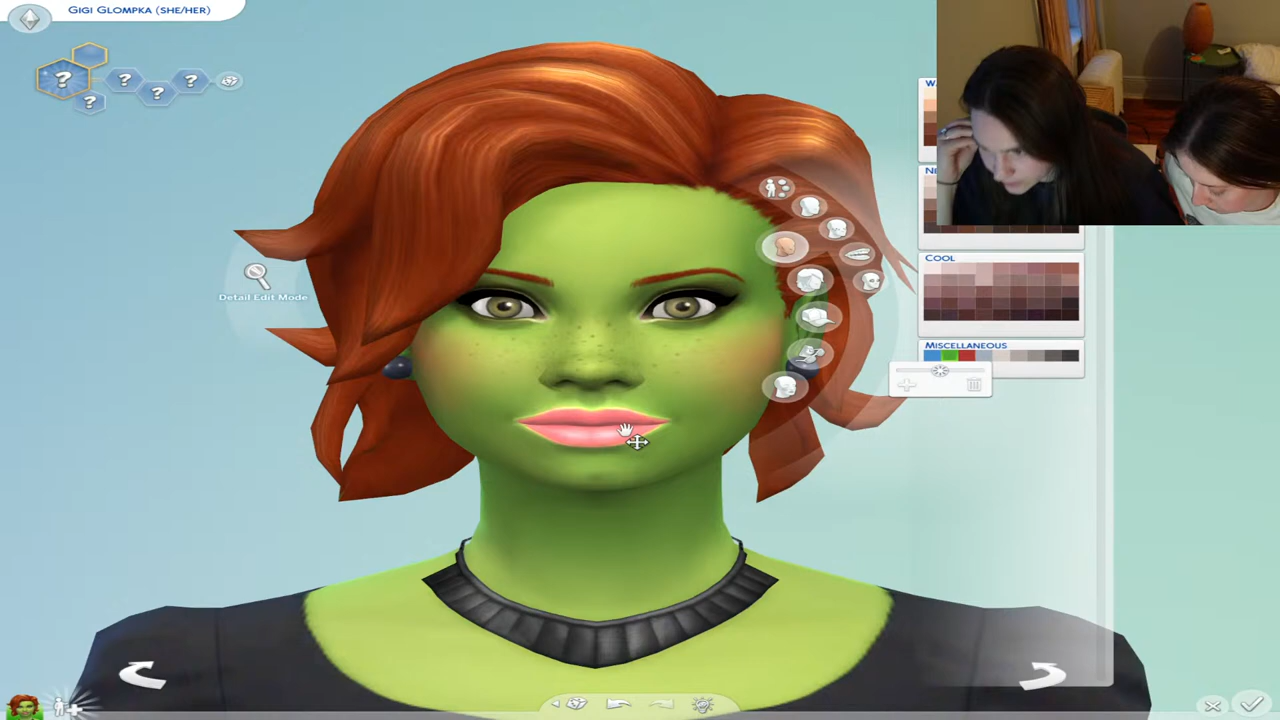 Gigi Glompka (she/her)
?
?
?
?
?
Detail Edit Mode
Cool
Miscellaneous